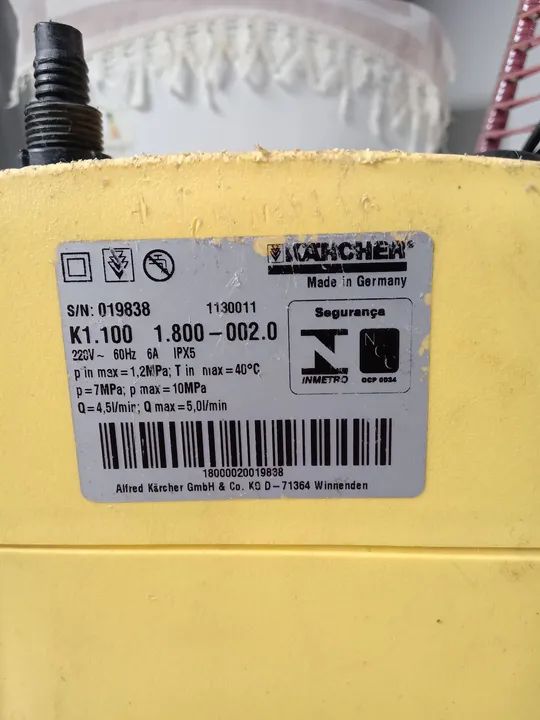 KÄRCHER®
Made in Germany
S/N: 019838 1130011
K1.100 1.800-002.0
220V~ 60Hz 6A IPX5
p in max=1,2MPa; T in max=40°C
p=7MPa; p max=10MPa
Q=4,5l/min; Q max=5,0l/min
Segurança
INMETRO
NCC
OCP 0034
18000020019838
Alfred Kärcher GmbH & Co. KG D-71364 Winnenden